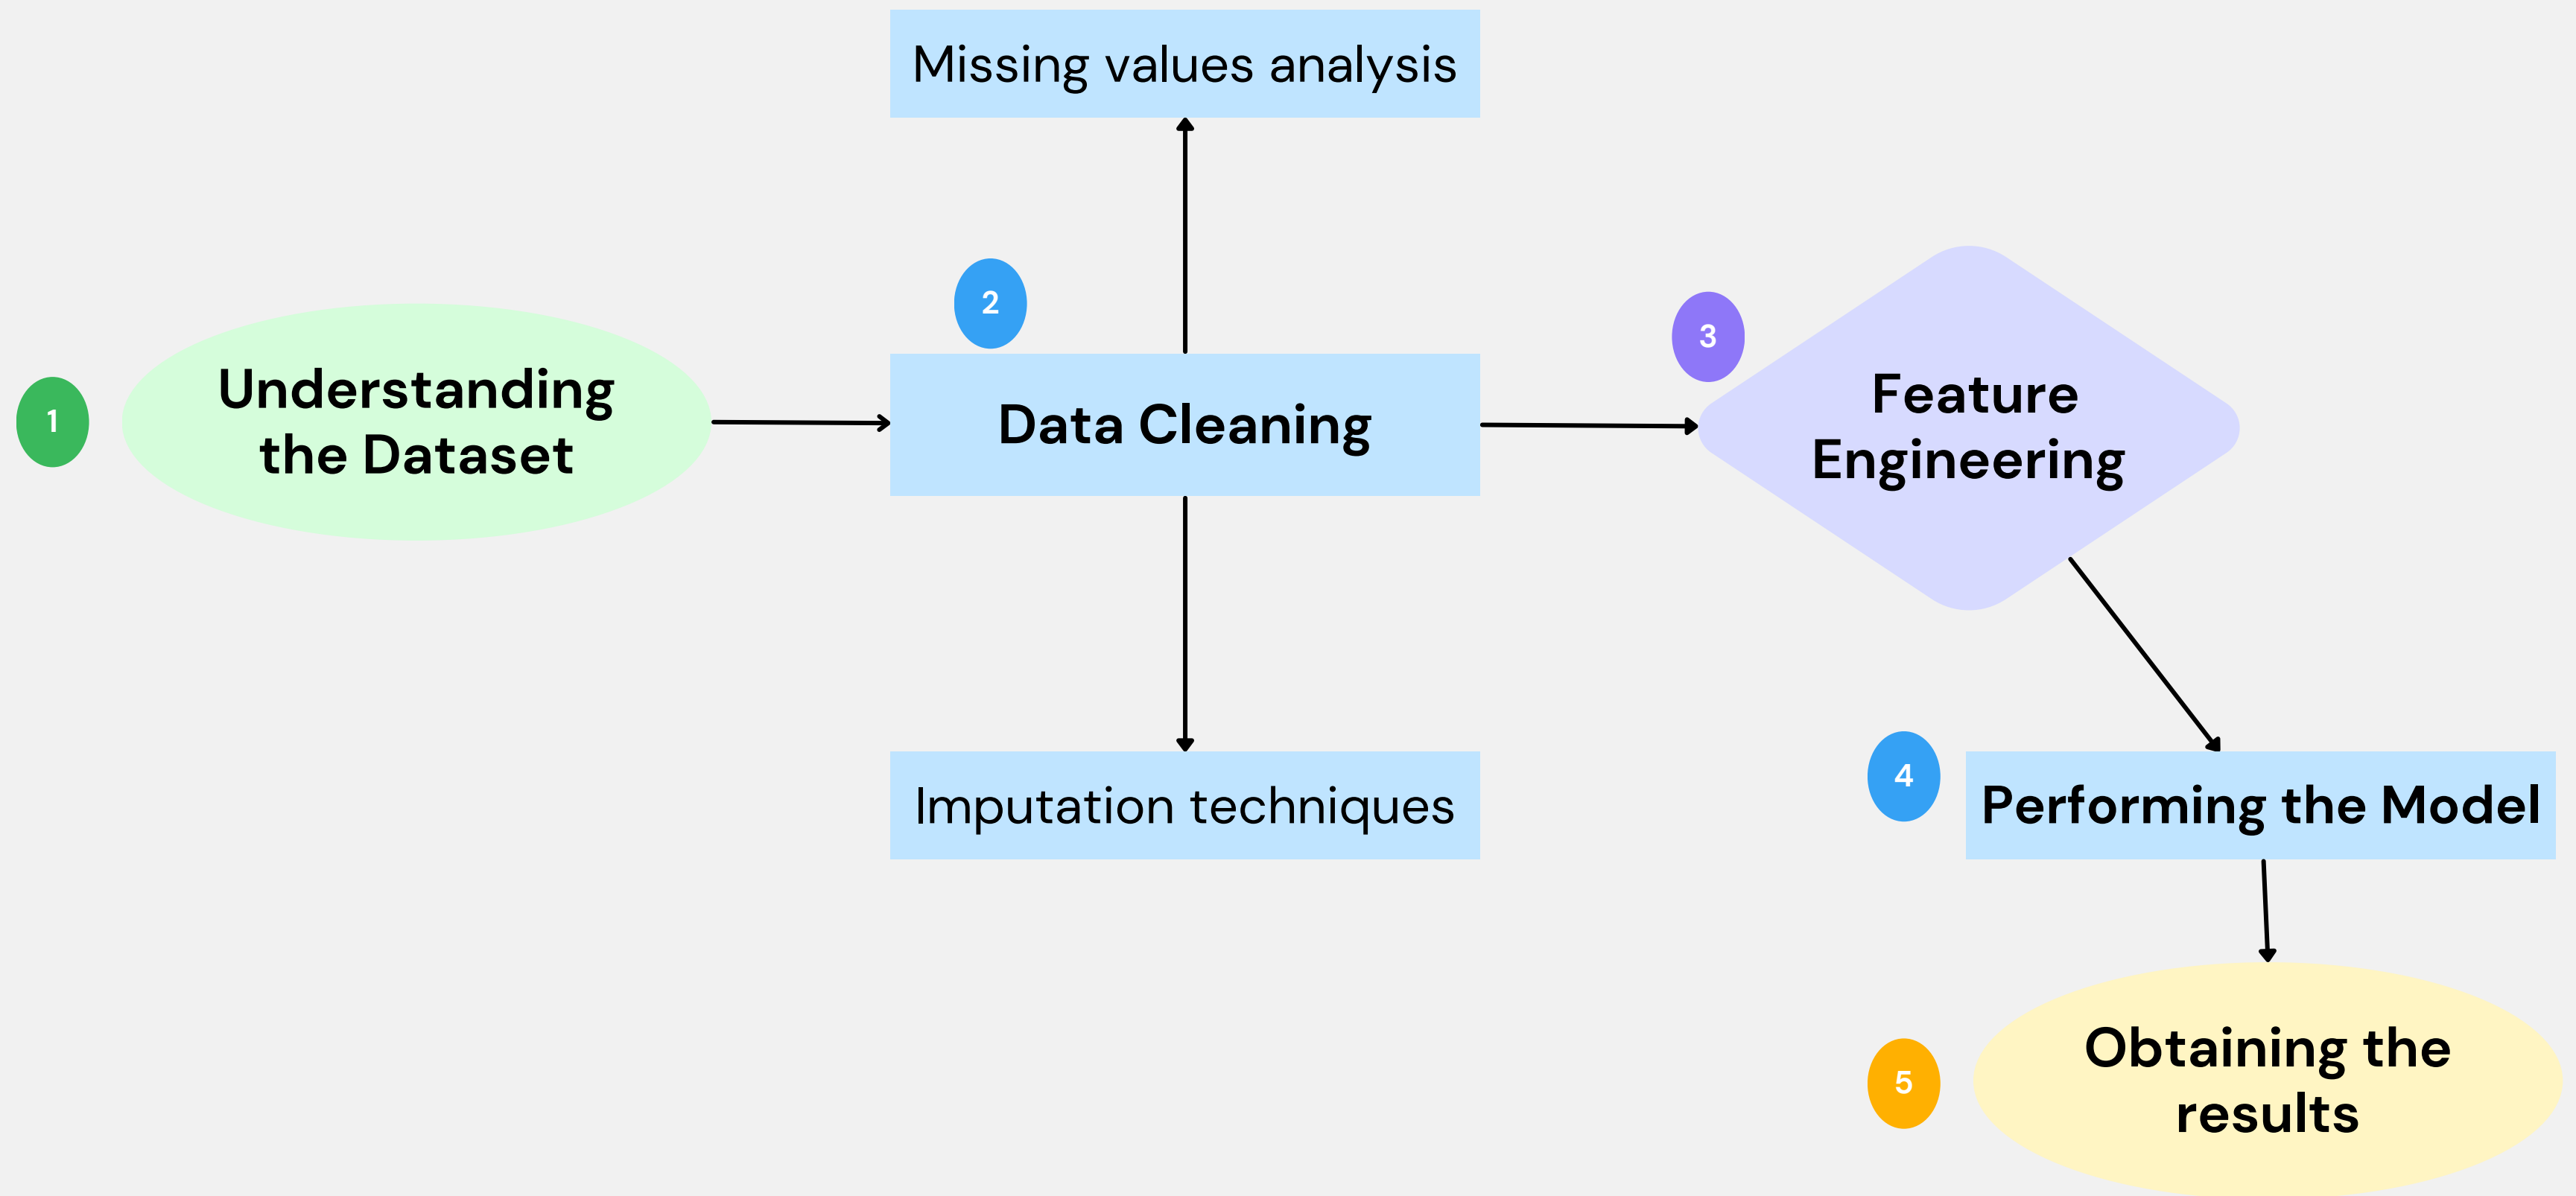 Missing values analysis
2
3
1
Understanding
the Dataset
Data Cleaning
Feature
Engineering
4
Imputation techniques
Performing the Model
5
Obtaining the
results